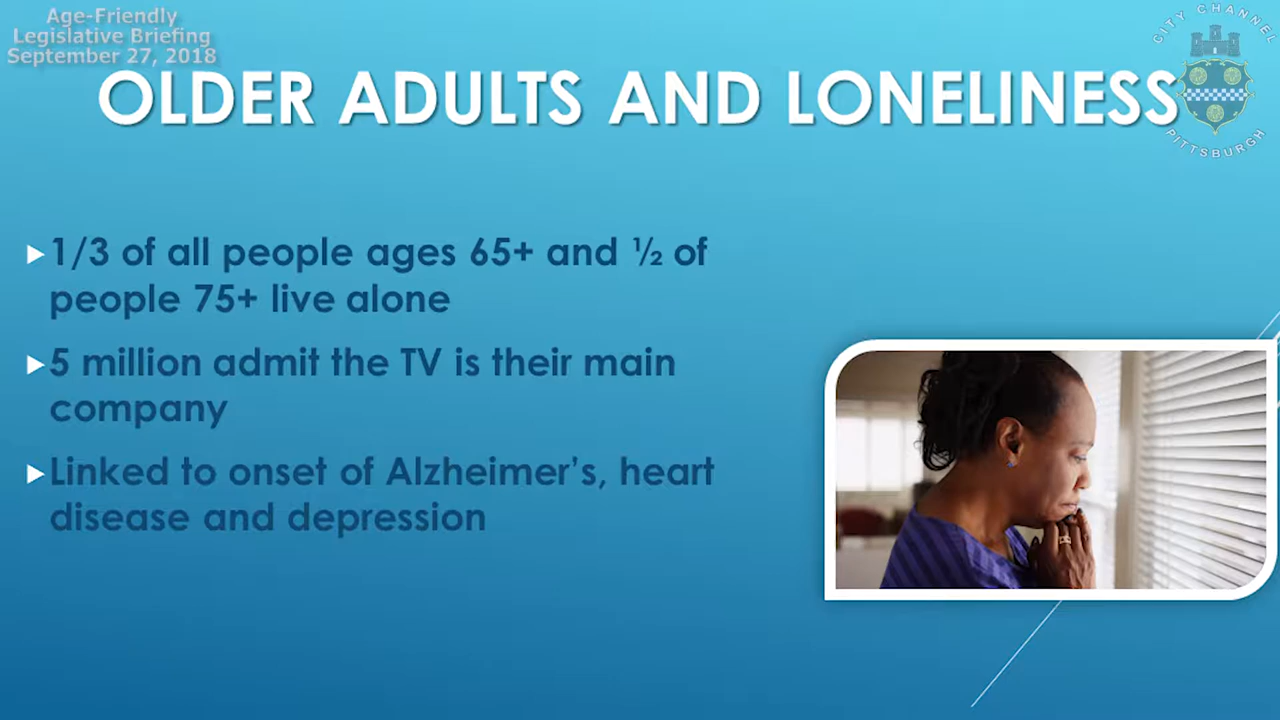 Age-Friendly
Legislative Briefing
September 27, 2018
CITY CHANNEL
PITTSBURGH
OLDER ADULTS AND LONELINESS
1/3 of all people ages 65+ and ½ of
people 75+ live alone
5 million admit the TV is their main
company
Linked to onset of Alzheimer’s, heart
disease and depression